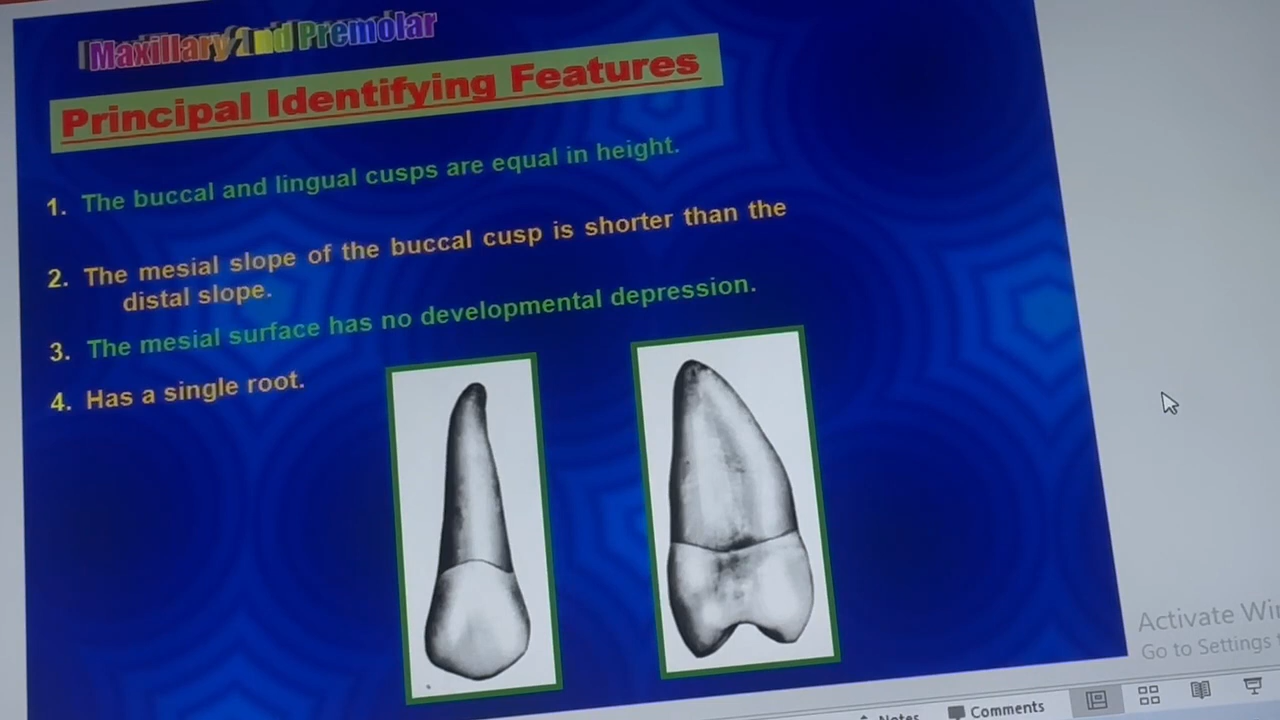 Maxillary 2nd Premolar
Principal Identifying Features
1. The buccal and lingual cusps are equal in height.
2. The mesial slope of the buccal cusp is shorter than the
distal slope.
3. The mesial surface has no developmental depression.
4. Has a single root.
Activate Win
Go to Settings
Notes
Comments